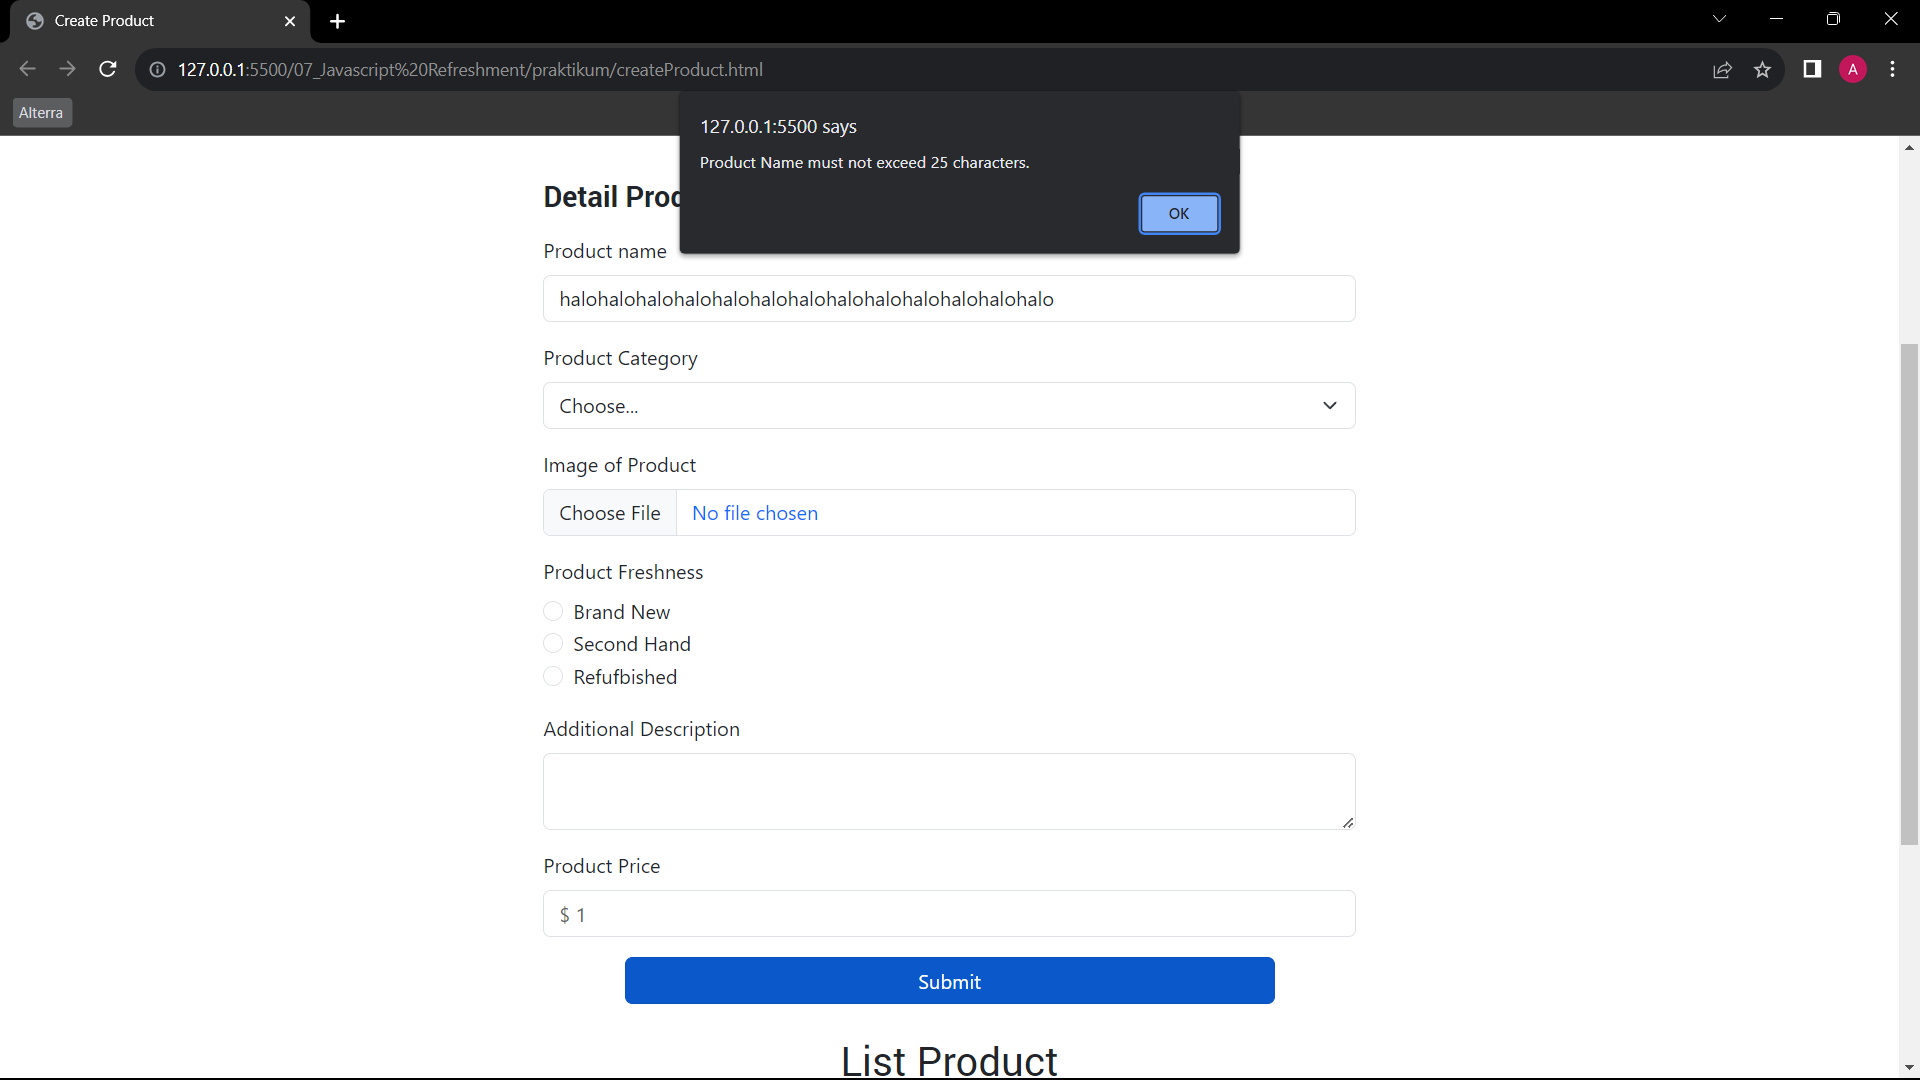 Create Product
127.0.0.1:5500/07_Javascript%20Refreshment/praktikum/createProduct.html
A
Alterra
127.0.0.1:5500 says
Product Name must not exceed 25 characters.
OK
Detail Prod
Product name
halohalohalohalohalohalohalohalohalohalohalohalohalo
Product Category
Choose...
Image of Product
Choose File No file chosen
Product Freshness
Brand New
Second Hand
Refufbished
Additional Description
Product Price
$ 1
Submit
List Product